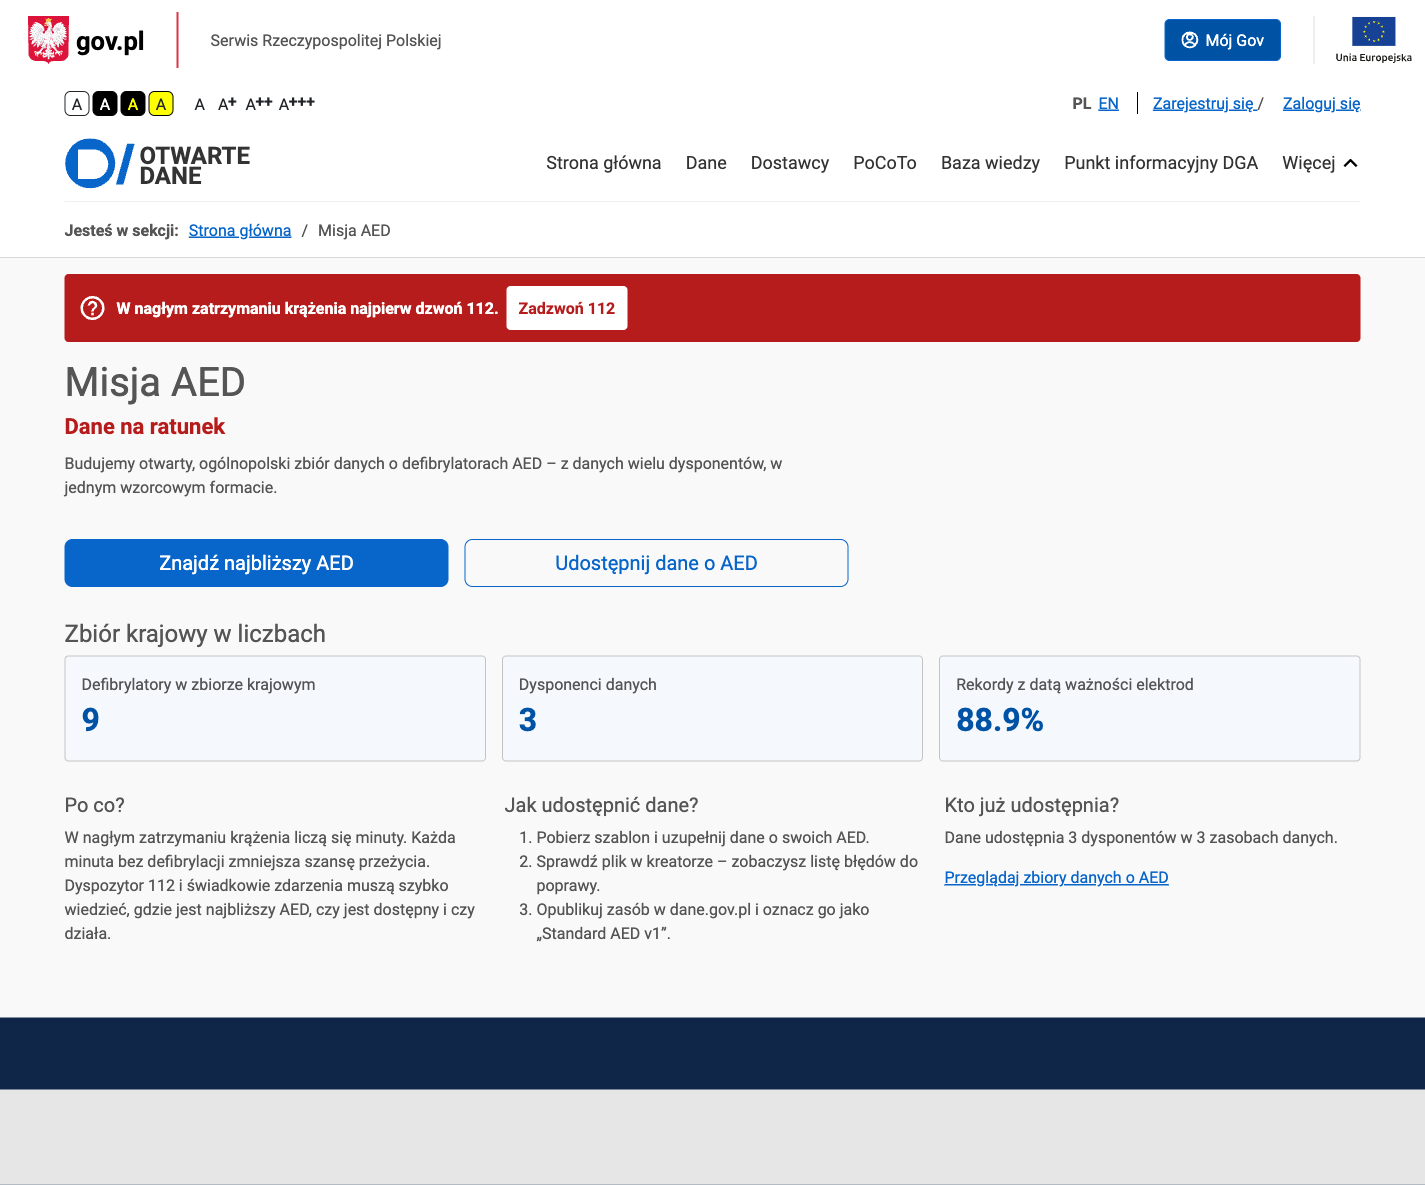 gov.pl
Serwis Rzeczypospolitej Polskiej
Mój Gov
Unia Europejska
A A A A A A+ A++ A+++
PL EN Zarejestruj się / Zaloguj się
OTWARTE
DANE
Strona główna Dane Dostawcy PoCoTo Baza wiedzy Punkt informacyjny DGA Więcej
Jesteś w sekcji: Strona główna / Misja AED
W nagłym zatrzymaniu krążenia najpierw dzwoń 112. Zadzwoń 112
Misja AED
Dane na ratunek
Budujemy otwarty, ogólnopolski zbiór danych o defibrylatorach AED – z danych wielu dysponentów, w
jednym wzorcowym formacie.
Znajdź najbliższy AED
Udostępnij dane o AED
Zbiór krajowy w liczbach
Defibrylatory w zbiorze krajowym
9
Dysponenci danych
3
Rekordy z datą ważności elektrod
88.9%
Po co?
W nagłym zatrzymaniu krążenia liczą się minuty. Każda
minuta bez defibrylacji zmniejsza szansę przeżycia.
Dyspozytor 112 i świadkowie zdarzenia muszą szybko
wiedzieć, gdzie jest najbliższy AED, czy jest dostępny i czy
działa.
Jak udostępnić dane?
1. Pobierz szablon i uzupełnij dane o swoich AED.
2. Sprawdź plik w kreatorze – zobaczysz listę błędów do
poprawy.
3. Opublikuj zasób w dane.gov.pl i oznacz go jako
„Standard AED v1”.
Kto już udostępnia?
Dane udostępnia 3 dysponentów w 3 zasobach danych.
Przeglądaj zbiory danych o AED